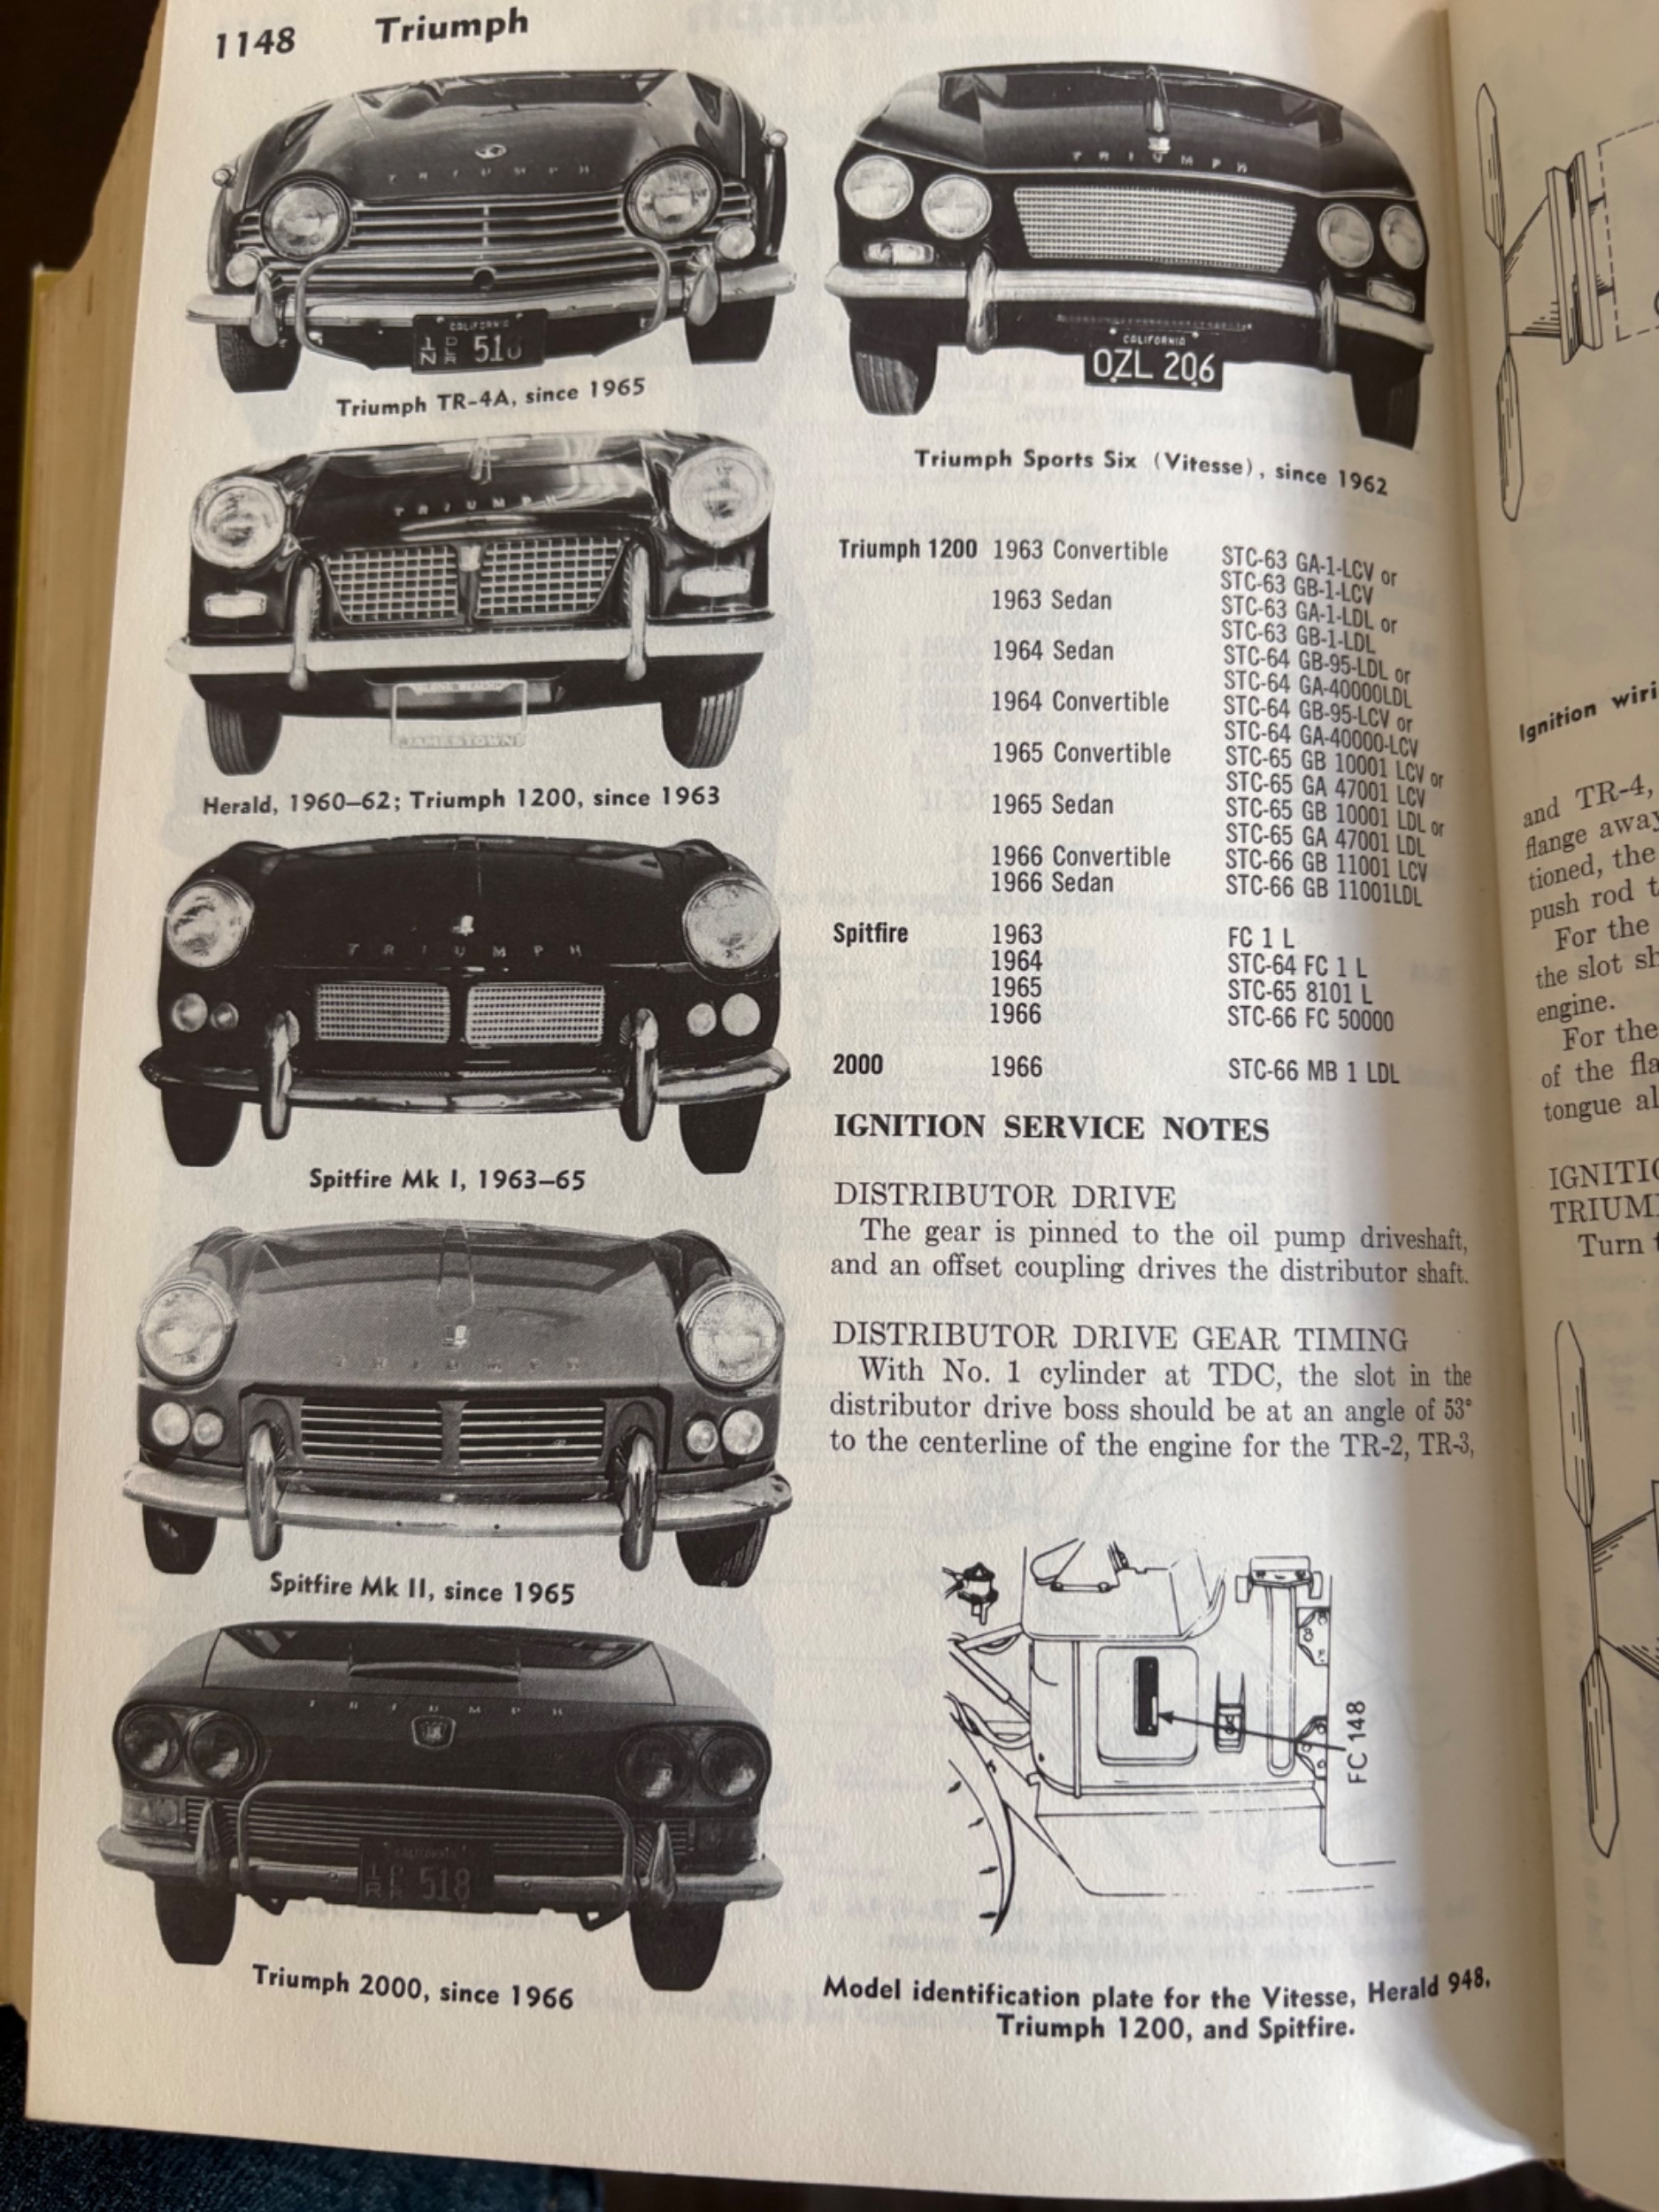 1148 Triumph
TRIUMPH
CALIFORNIA
Triumph TR-4A, since 1965
TRIUMPH
JAMESTOWN
Herald, 1960–62; Triumph 1200, since 1963
TRIUMPH
Spitfire Mk I, 1963–65
TRIUMPH
Spitfire Mk II, since 1965
TRIUMPH
CALIFORNIA
518
Triumph 2000, since 1966
TRIUMPH
CALIFORNIA
OZL 206
Triumph Sports Six (Vitesse), since 1962
Triumph 1200 1963 Convertible STC-63 GA-1-LCV or
STC-63 GB-1-LCV
1963 Sedan STC-63 GA-1-LDL or
STC-63 GB-1-LDL
1964 Sedan STC-64 GB-95-LDL or
STC-64 GA-40000LDL
1964 Convertible STC-64 GB-95-LCV or
STC-64 GA-40000-LCV
1965 Convertible STC-65 GB 10001 LCV or
STC-65 GA 47001 LCV
1965 Sedan STC-65 GB 10001 LDL or
STC-65 GA 47001 LDL
1966 Convertible STC-66 GB 11001 LCV
1966 Sedan STC-66 GB 11001LDL
Spitfire 1963 FC 1 L
1964 STC-64 FC 1 L
1965 STC-65 8101 L
1966 STC-66 FC 50000
2000 1966 STC-66 MB 1 LDL
IGNITION SERVICE NOTES
DISTRIBUTOR DRIVE
The gear is pinned to the oil pump driveshaft,
and an offset coupling drives the distributor shaft.
DISTRIBUTOR DRIVE GEAR TIMING
With No. 1 cylinder at TDC, the slot in the
distributor drive boss should be at an angle of 53°
to the centerline of the engine for the TR-2, TR-3,
FC 148
Model identification plate for the Vitesse, Herald 948,
Triumph 1200, and Spitfire.
Ignition
and TR-4,
flange
tioned, the
push rod
For the
the slot
engine.
For the
of the
tongue
Turn